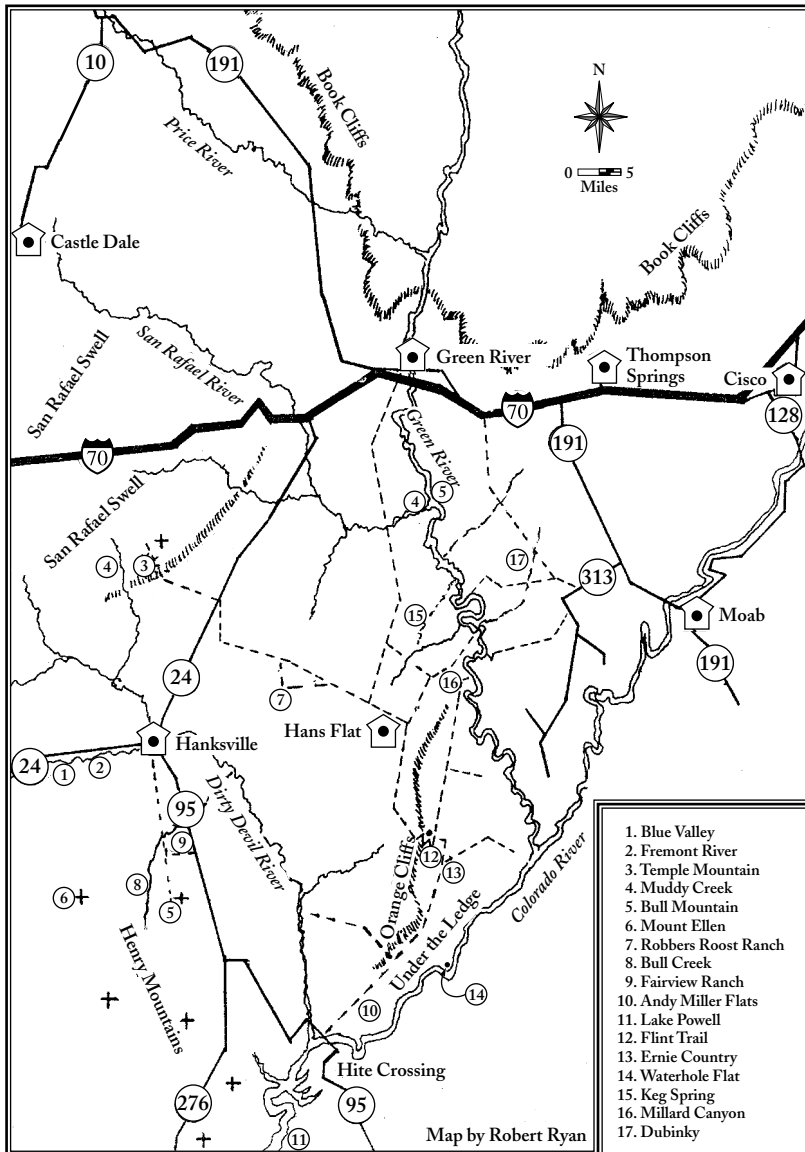 10
191
Book Cliffs
N
0 5
Miles
Price River
Castle Dale
Book Cliffs
San Rafael Swell
San Rafael River
Green River
Thompson
Springs
Cisco
70
70
128
191
Green River
4
5
San Rafael Swell
4
3
17
313
15
Moab
24
16
191
7
Hanksville
Hans Flat
24
1
2
95
Dirty Devil River
9
Orange Cliffs
12
13
Colorado River
8
6
5
Under the Ledge
Henry Mountains
14
10
Hite Crossing
276
95
11
Map by Robert Ryan
1. Blue Valley
2. Fremont River
3. Temple Mountain
4. Muddy Creek
5. Bull Mountain
6. Mount Ellen
7. Robbers Roost Ranch
8. Bull Creek
9. Fairview Ranch
10. Andy Miller Flats
11. Lake Powell
12. Flint Trail
13. Ernie Country
14. Waterhole Flat
15. Keg Spring
16. Millard Canyon
17. Dubinky